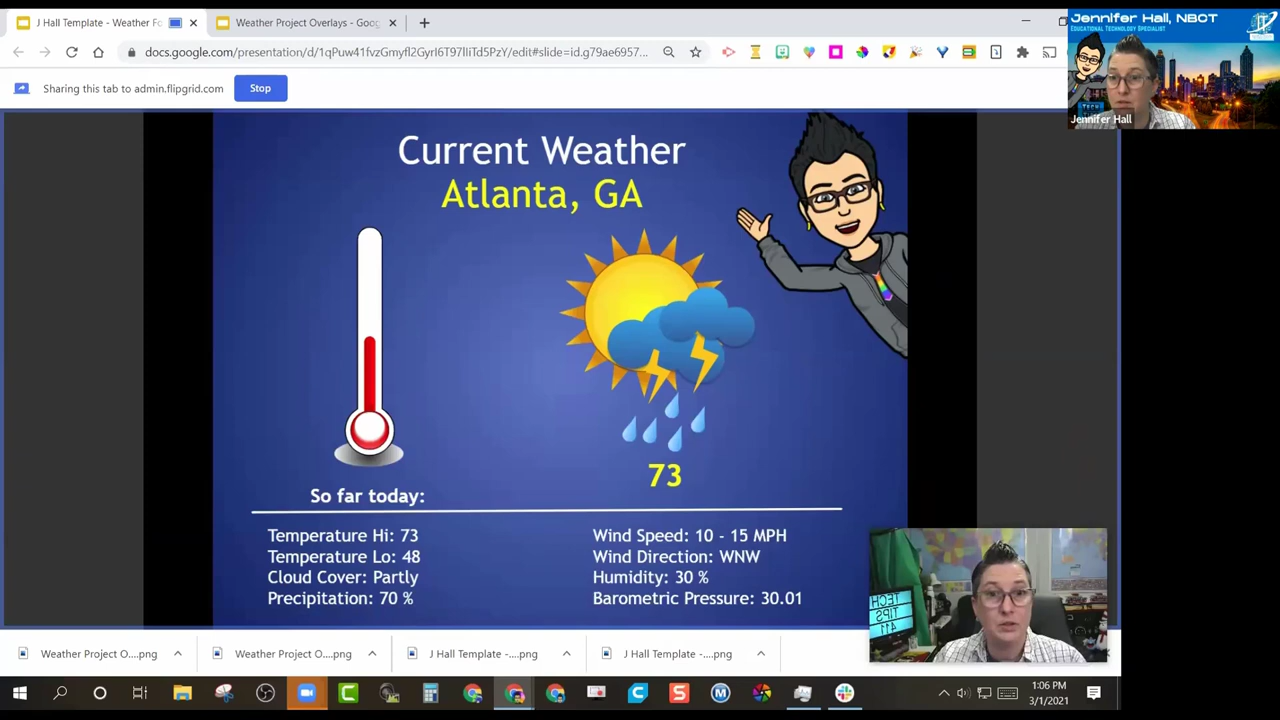 J Hall Template - Weather Fo
Weather Project Overlays - Goog
docs.google.com/presentation/d/1qPuw41fvzGmvfl2OvrI6T97IliTd5PzY/edit#slide=id.g79ae6957...
Sharing this tab to admin.flipgrid.com
Stop
Jennifer Hall, NBCT
Educational Technology Specialist
TECH
Jennifer Hall
Current Weather
Atlanta, GA
73
So far today:
Temperature Hi: 73
Temperature Lo: 48
Cloud Cover: Partly
Precipitation: 70 %
Wind Speed: 10 - 15 MPH
Wind Direction: WNW
Humidity: 30 %
Barometric Pressure: 30.01
TECH
TIPS
411
Weather Project O....png
Weather Project O....png
J Hall Template -....png
J Hall Template -....png
1:06 PM
3/1/2021